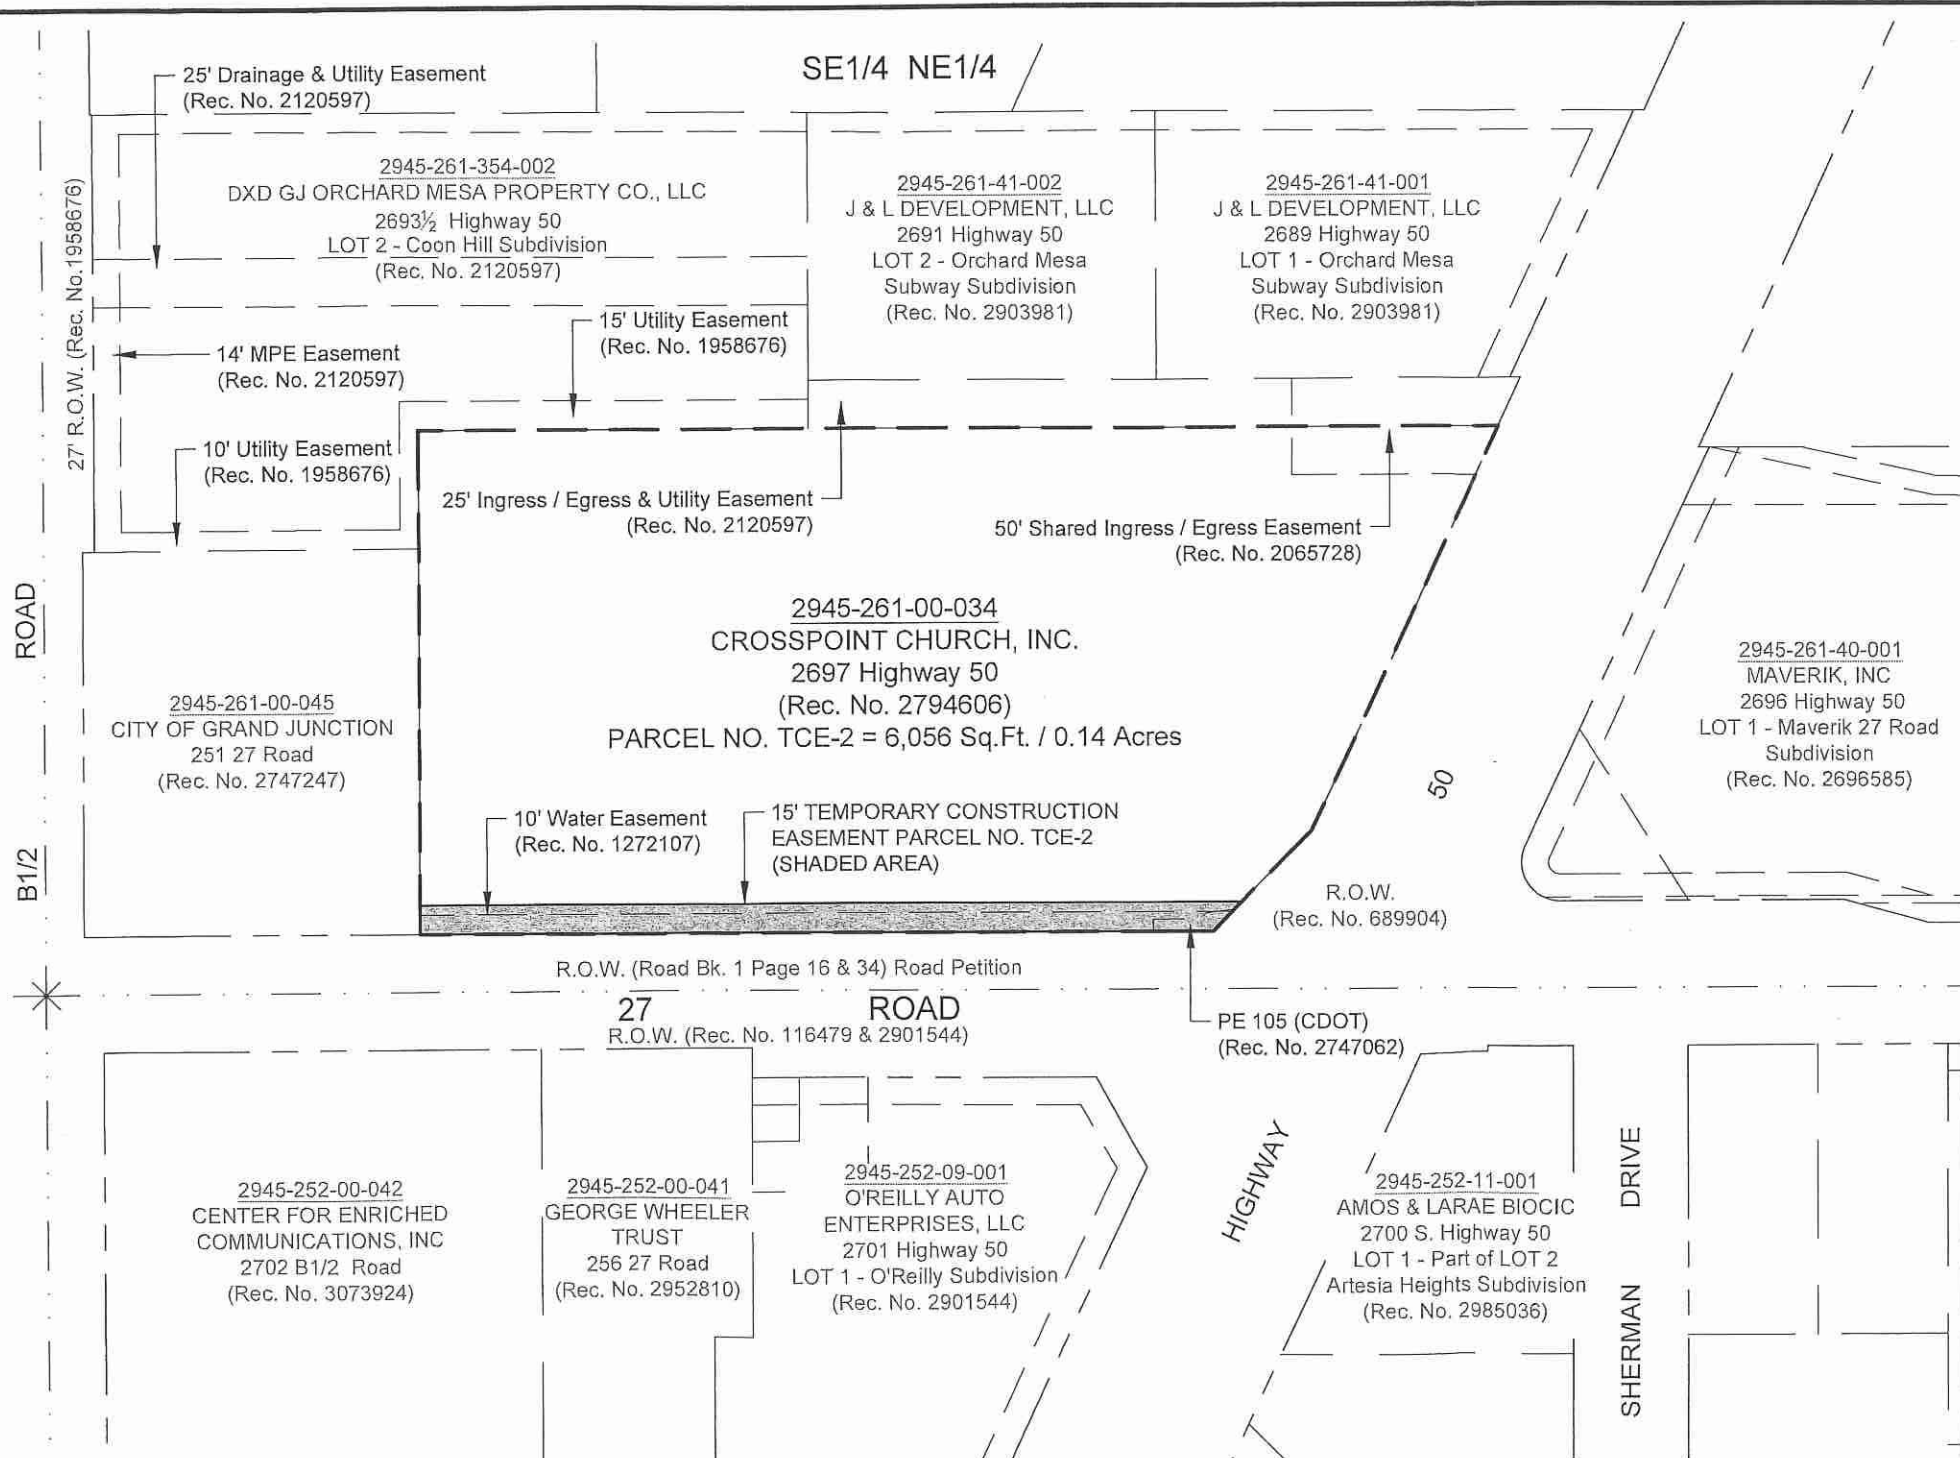 SE1/4 NE1/4
25' Drainage & Utility Easement
(Rec. No. 2120597)
27' R.O.W. (Rec. No.1958676)
2945-261-354-002
DXD GJ ORCHARD MESA PROPERTY CO., LLC
2693½ Highway 50
LOT 2 - Coon Hill Subdivision
(Rec. No. 2120597)
2945-261-41-002
J & L DEVELOPMENT, LLC
2691 Highway 50
LOT 2 - Orchard Mesa
Subway Subdivision
(Rec. No. 2903981)
2945-261-41-001
J & L DEVELOPMENT, LLC
2689 Highway 50
LOT 1 - Orchard Mesa
Subway Subdivision
(Rec. No. 2903981)
14' MPE Easement
(Rec. No. 2120597)
15' Utility Easement
(Rec. No. 1958676)
10' Utility Easement
(Rec. No. 1958676)
25' Ingress / Egress & Utility Easement
(Rec. No. 2120597)
50' Shared Ingress / Egress Easement
(Rec. No. 2065728)
2945-261-00-034
CROSSPOINT CHURCH, INC.
2697 Highway 50
(Rec. No. 2794606)
PARCEL NO. TCE-2 = 6,056 Sq.Ft. / 0.14 Acres
B1/2 ROAD
2945-261-00-045
CITY OF GRAND JUNCTION
251 27 Road
(Rec. No. 2747247)
2945-261-40-001
MAVERIK, INC
2696 Highway 50
LOT 1 - Maverik 27 Road
Subdivision
(Rec. No. 2696585)
10' Water Easement
(Rec. No. 1272107)
15' TEMPORARY CONSTRUCTION
EASEMENT PARCEL NO. TCE-2
(SHADED AREA)
HIGHWAY 50
R.O.W.
(Rec. No. 689904)
R.O.W. (Road Bk. 1 Page 16 & 34) Road Petition
27 ROAD
R.O.W. (Rec. No. 116479 & 2901544)
PE 105 (CDOT)
(Rec. No. 2747062)
2945-252-00-042
CENTER FOR ENRICHED
COMMUNICATIONS, INC
2702 B1/2 Road
(Rec. No. 3073924)
2945-252-00-041
GEORGE WHEELER
TRUST
256 27 Road
(Rec. No. 2952810)
2945-252-09-001
O'REILLY AUTO
ENTERPRISES, LLC
2701 Highway 50
LOT 1 - O'Reilly Subdivision
(Rec. No. 2901544)
2945-252-11-001
AMOS & LARAE BIOCIC
2700 S. Highway 50
LOT 1 - Part of LOT 2
Artesia Heights Subdivision
(Rec. No. 2985036)
SHERMAN DRIVE